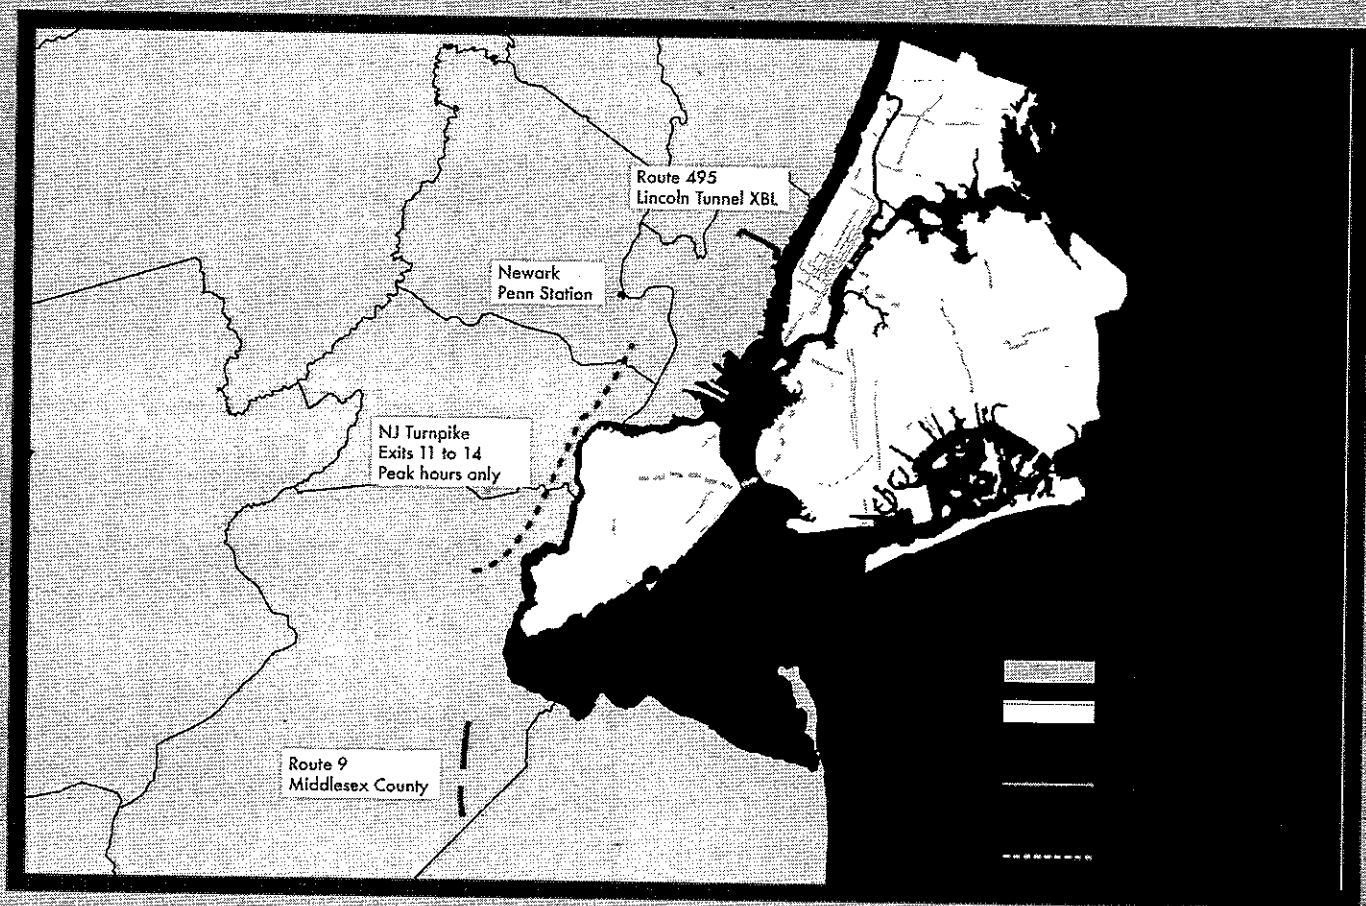 Route 495
Lincoln Tunnel XBL
Newark
Penn Station
NJ Turnpike
Exits 11 to 14
Peak hours only
Route 9
Middlesex County